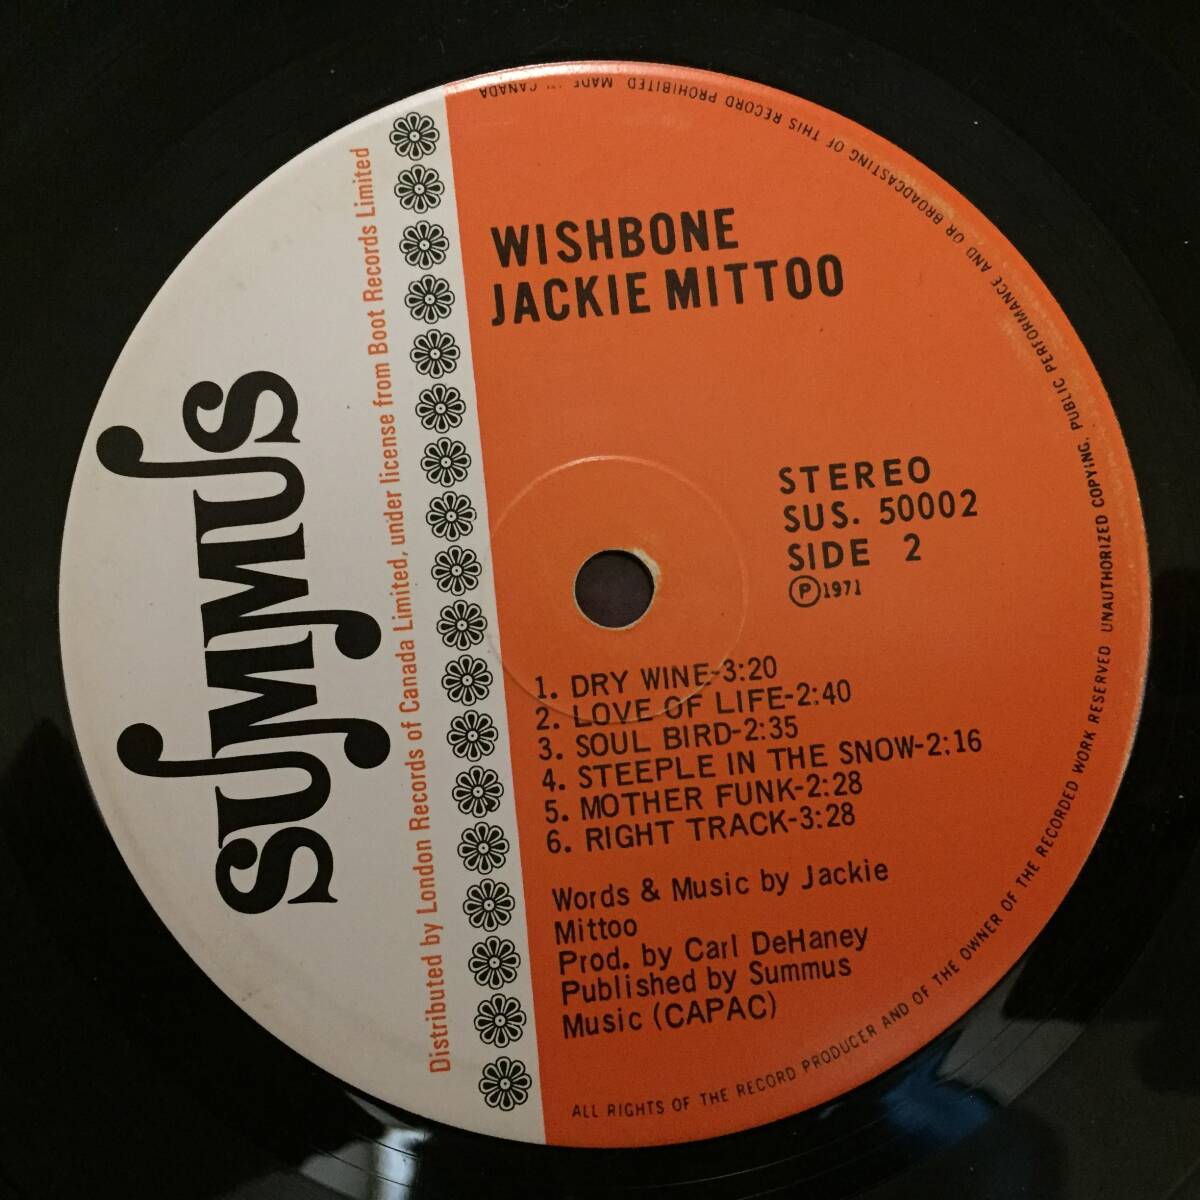 WISHBONE
JACKIE MITTOO
STEREO
SUS. 50002
SIDE 2
Ⓟ1971
1. DRY WINE-3:20
2. LOVE OF LIFE-2:40
3. SOUL BIRD-2:35
4. STEEPLE IN THE SNOW-2:16
5. MOTHER FUNK-2:28
6. RIGHT TRACK-3:28
Words & Music by Jackie
Mittoo
Prod. by Carl DeHaney
Published by Summus
Music (CAPAC)
summus
Distributed by London Records of Canada Limited, under license from Boot Records Limited
ALL RIGHTS OF THE RECORD PRODUCER AND OF THE OWNER OF THE RECORDED WORK RESERVED UNAUTHORIZED COPYING, PUBLIC PERFORMANCE AND OR BROADCASTING OF THIS RECORD PROHIBITED. MADE IN CANADA